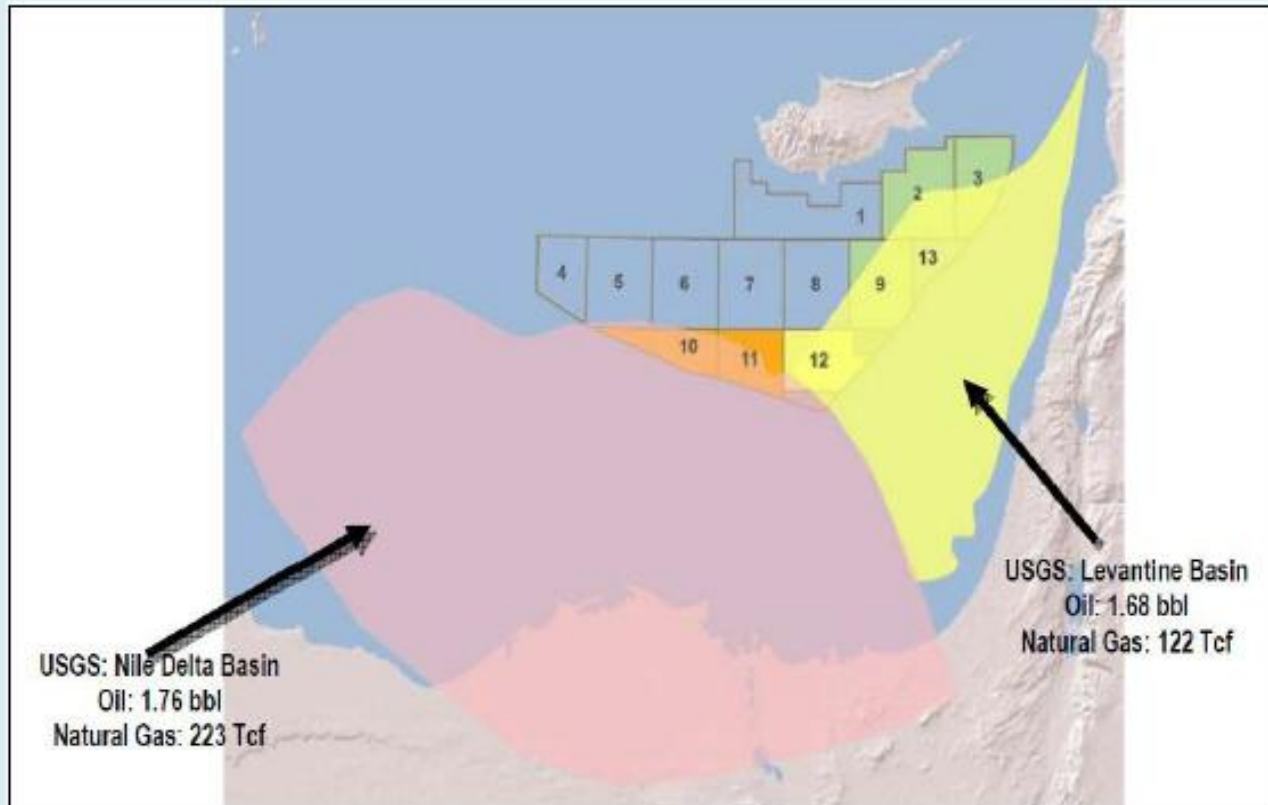 3
2
1
13
4
5
6
7
8
9
10
11
12
USGS: Levantine Basin
Oil: 1.68 bbl
Natural Gas: 122 Tcf
USGS: Nile Delta Basin
Oil: 1.76 bbl
Natural Gas: 223 Tcf